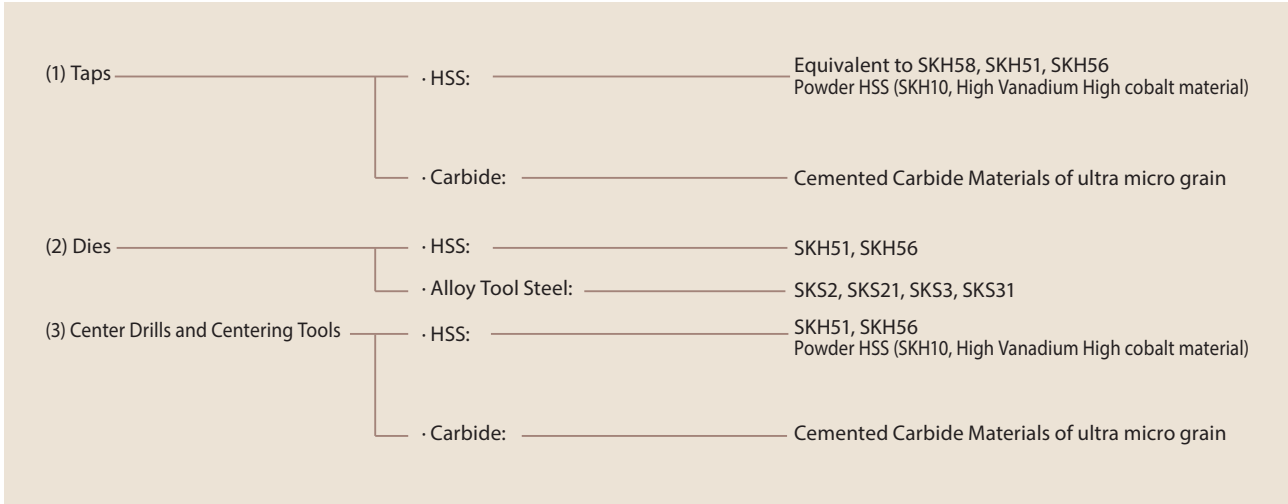 (1) Taps
· HSS:
Equivalent to SKH58, SKH51, SKH56
Powder HSS (SKH10, High Vanadium High cobalt material)
· Carbide:
Cemented Carbide Materials of ultra micro grain
(2) Dies
· HSS:
SKH51, SKH56
· Alloy Tool Steel:
SKS2, SKS21, SKS3, SKS31
(3) Center Drills and Centering Tools
· HSS:
SKH51, SKH56
Powder HSS (SKH10, High Vanadium High cobalt material)
· Carbide:
Cemented Carbide Materials of ultra micro grain